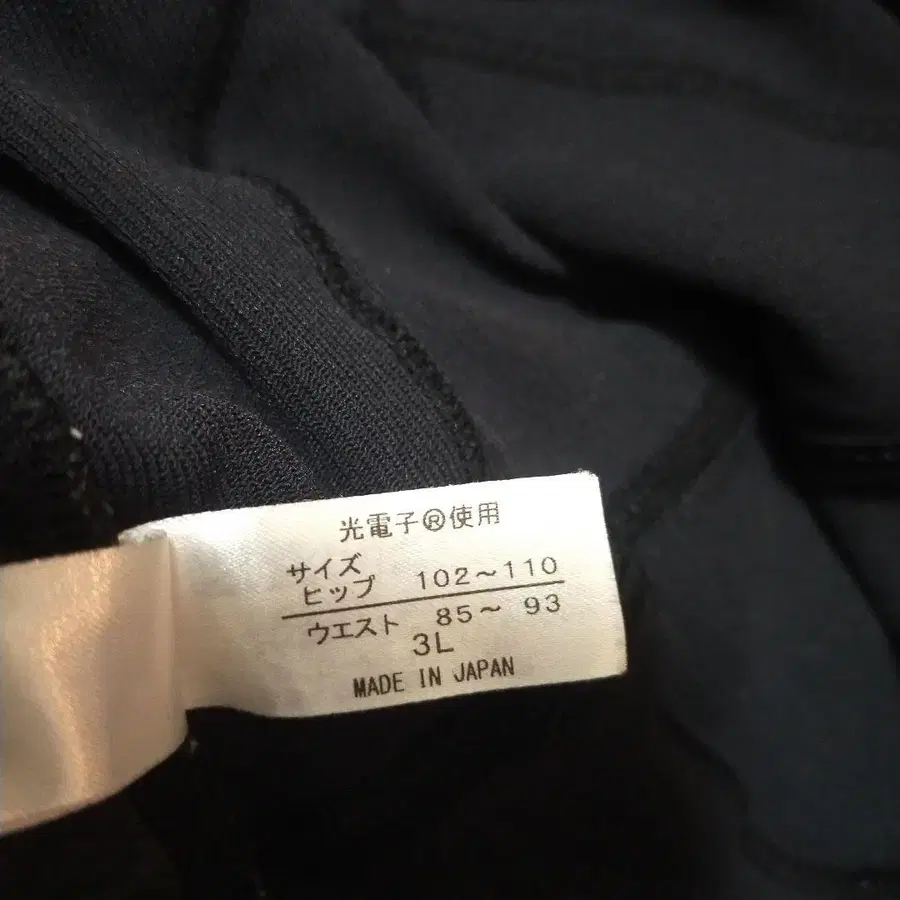 光電子®使用
サイズ
ヒップ 102～110
ウエスト 85～ 93
3L
MADE IN JAPAN